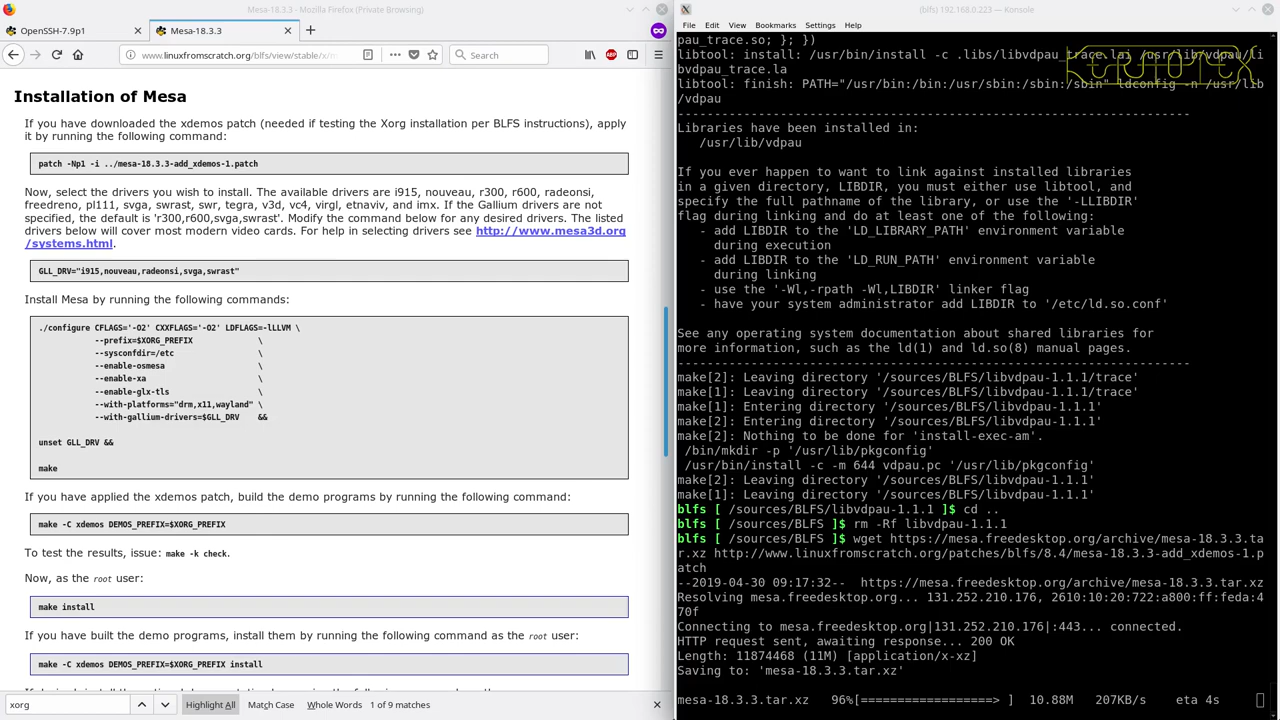 Mesa-18.3.3 - Mozilla Firefox (Private Browsing)
OpenSSH-7.9p1
Mesa-18.3.3
www.linuxfromscratch.org/blfs/view/stable/x/m
Search
Installation of Mesa
If you have downloaded the xdemos patch (needed if testing the Xorg installation per BLFS instructions), apply
it by running the following command:
patch -Np1 -i ../mesa-18.3.3-add_xdemos-1.patch
Now, select the drivers you wish to install. The available drivers are i915, nouveau, r300, r600, radeonsi,
freedreno, pl111, svga, swrast, swr, tegra, v3d, vc4, virgl, etnaviv, and imx. If the Gallium drivers are not
specified, the default is 'r300,r600,svga,swrast'. Modify the command below for any desired drivers. The listed
drivers below will cover most modern video cards. For help in selecting drivers see http://www.mesa3d.org
/systems.html.
GLL_DRV="i915,nouveau,radeonsi,svga,swrast"
Install Mesa by running the following commands:
./configure CFLAGS='-O2' CXXFLAGS='-O2' LDFLAGS=-lLLVM \
--prefix=$XORG_PREFIX \
--sysconfdir=/etc \
--enable-osmesa \
--enable-xa \
--enable-glx-tls \
--with-platforms="drm,x11,wayland" \
--with-gallium-drivers=$GLL_DRV &&
unset GLL_DRV &&
make
If you have applied the xdemos patch, build the demo programs by running the following command:
make -C xdemos DEMOS_PREFIX=$XORG_PREFIX
To test the results, issue: make -k check.
Now, as the root user:
make install
If you have built the demo programs, install them by running the following command as the root user:
make -C xdemos DEMOS_PREFIX=$XORG_PREFIX install
xorg
Highlight All
Match Case
Whole Words
1 of 9 matches
(blfs) 192.168.0.223 — Konsole
File Edit View Bookmarks Settings Help
pau_trace.so; }; })
libtool: install: /usr/bin/install -c .libs/libvdpau_trace.lai /usr/lib/vdpau/li
bvdpau_trace.la
libtool: finish: PATH="/usr/bin:/bin:/usr/sbin:/sbin:/sbin" ldconfig -n /usr/lib
/vdpau
----------------------------------------------------------------------
Libraries have been installed in:
/usr/lib/vdpau
If you ever happen to want to link against installed libraries
in a given directory, LIBDIR, you must either use libtool, and
specify the full pathname of the library, or use the '-LLIBDIR'
flag during linking and do at least one of the following:
- add LIBDIR to the 'LD_LIBRARY_PATH' environment variable
during execution
- add LIBDIR to the 'LD_RUN_PATH' environment variable
during linking
- use the '-Wl,-rpath -Wl,LIBDIR' linker flag
- have your system administrator add LIBDIR to '/etc/ld.so.conf'
See any operating system documentation about shared libraries for
more information, such as the ld(1) and ld.so(8) manual pages.
----------------------------------------------------------------------
make[2]: Leaving directory '/sources/BLFS/libvdpau-1.1.1/trace'
make[1]: Leaving directory '/sources/BLFS/libvdpau-1.1.1/trace'
make[1]: Entering directory '/sources/BLFS/libvdpau-1.1.1'
make[2]: Entering directory '/sources/BLFS/libvdpau-1.1.1'
make[2]: Nothing to be done for 'install-exec-am'.
/bin/mkdir -p '/usr/lib/pkgconfig'
/usr/bin/install -c -m 644 vdpau.pc '/usr/lib/pkgconfig'
make[2]: Leaving directory '/sources/BLFS/libvdpau-1.1.1'
make[1]: Leaving directory '/sources/BLFS/libvdpau-1.1.1'
blfs [ /sources/BLFS/libvdpau-1.1.1 ]$ cd ..
blfs [ /sources/BLFS ]$ rm -Rf libvdpau-1.1.1
blfs [ /sources/BLFS ]$ wget https://mesa.freedesktop.org/archive/mesa-18.3.3.ta
r.xz http://www.linuxfromscratch.org/patches/blfs/8.4/mesa-18.3.3-add_xdemos-1.p
atch
--2019-04-30 09:17:32-- https://mesa.freedesktop.org/archive/mesa-18.3.3.tar.xz
Resolving mesa.freedesktop.org... 131.252.210.176, 2610:10:20:722:a800:ff:feda:4
70f
Connecting to mesa.freedesktop.org|131.252.210.176|:443... connected.
HTTP request sent, awaiting response... 200 OK
Length: 11874468 (11M) [application/x-xz]
Saving to: 'mesa-18.3.3.tar.xz'
mesa-18.3.3.tar.xz 96%[==================> ] 10.88M 207KB/s eta 4s